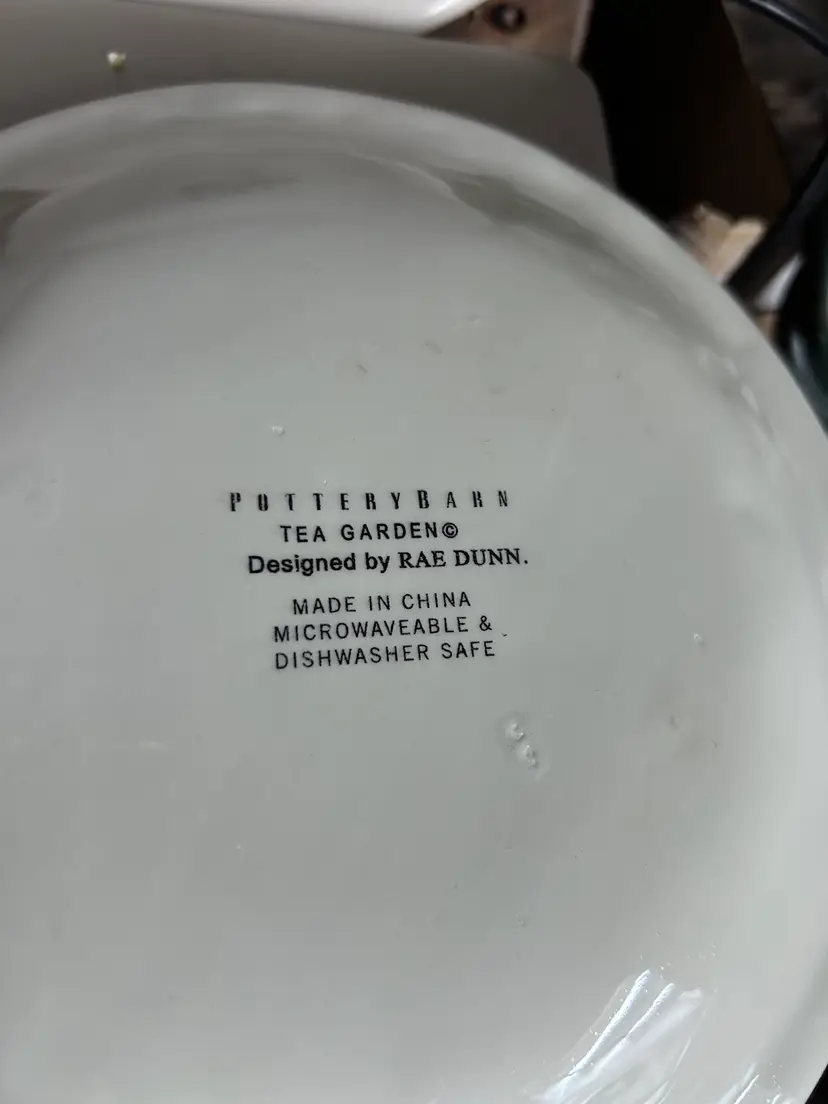 POTTERYBARN
TEA GARDEN©
Designed by RAE DUNN.
MADE IN CHINA
MICROWAVEABLE &
DISHWASHER SAFE